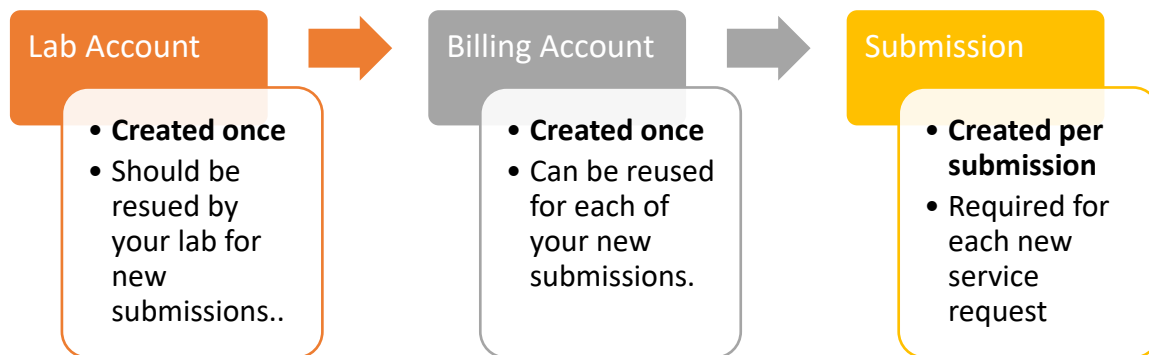 Lab Account
• Created once
• Should be
resued by
your lab for
new
submissions..
Billing Account
• Created once
• Can be reused
for each of
your new
submissions.
Submission
• Created per
submission
• Required for
each new
service
request